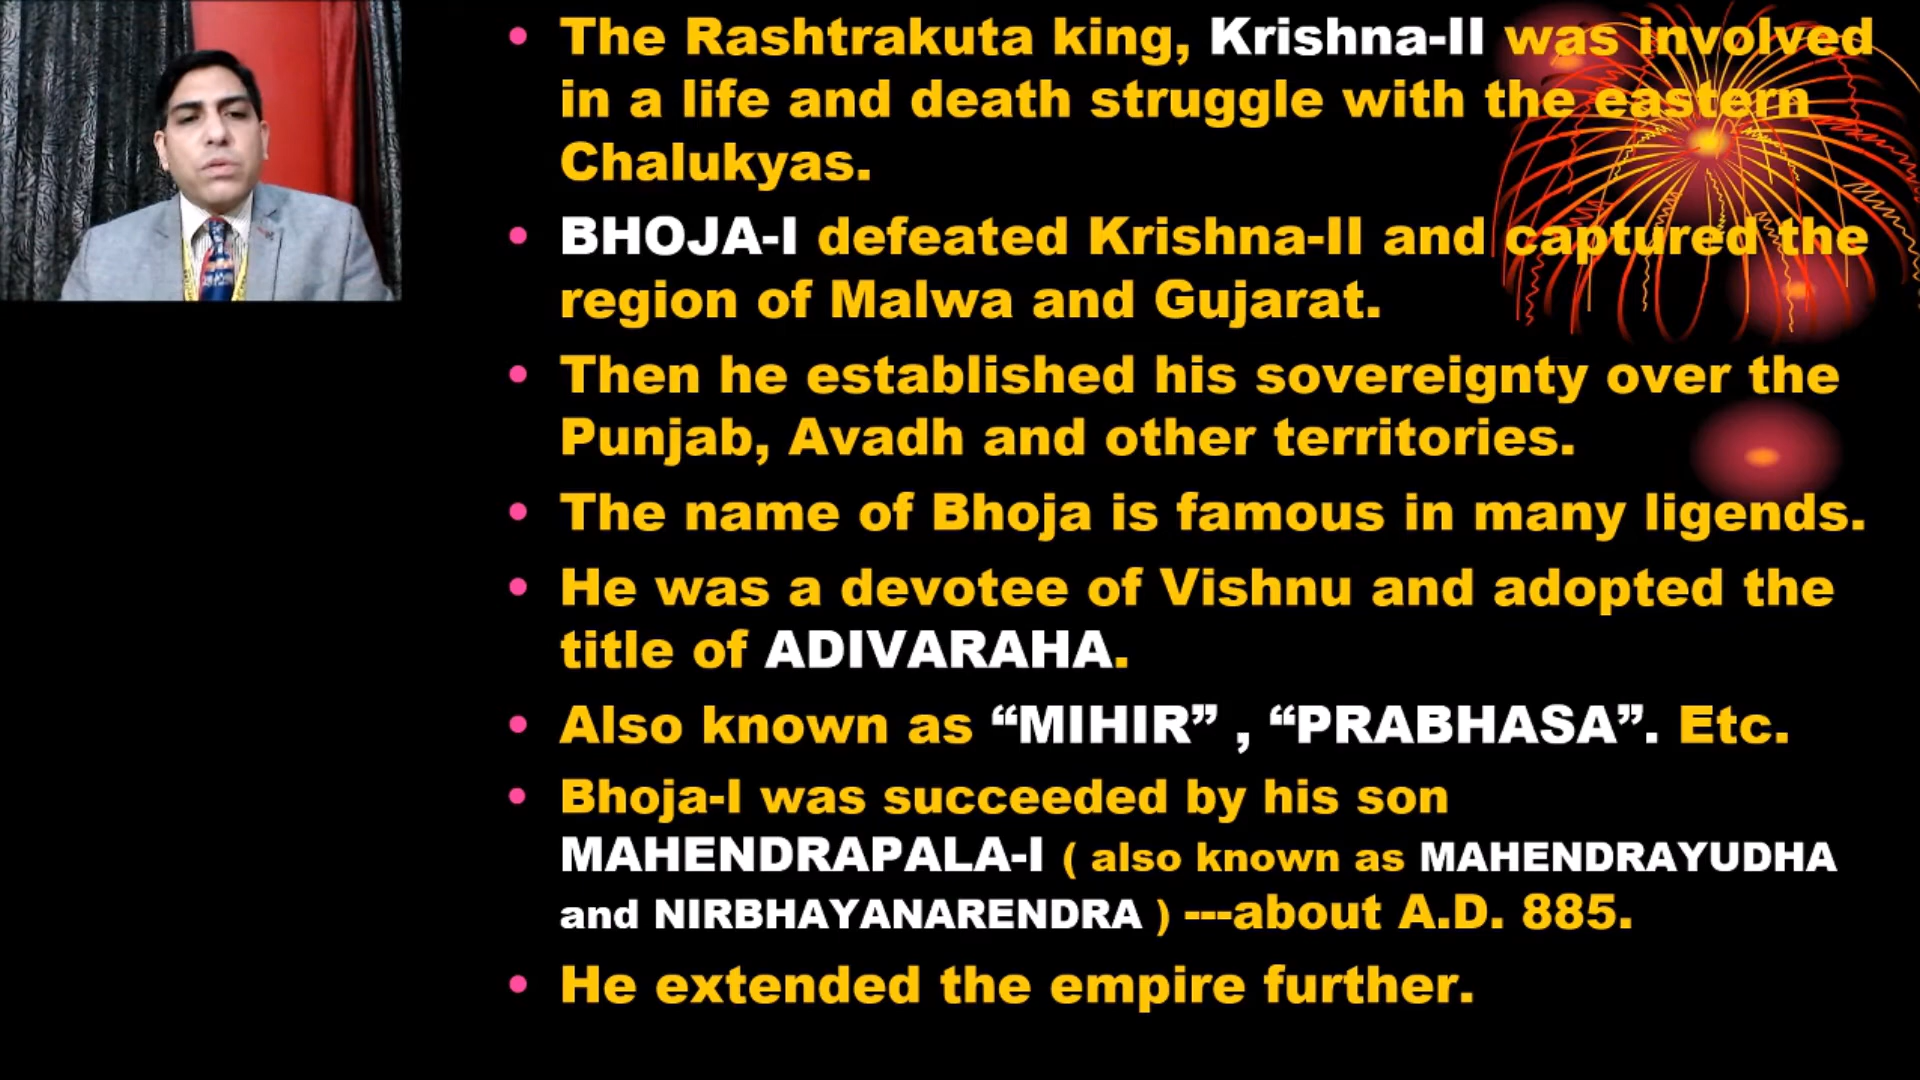 • The Rashtrakuta king, Krishna-II was involved
in a life and death struggle with the eastern
Chalukyas.
• BHOJA-I defeated Krishna-II and captured the
region of Malwa and Gujarat.
• Then he established his sovereignty over the
Punjab, Avadh and other territories.
• The name of Bhoja is famous in many ligends.
• He was a devotee of Vishnu and adopted the
title of ADIVARAHA.
• Also known as “MIHIR” , “PRABHASA”. Etc.
• Bhoja-I was succeeded by his son
MAHENDRAPALA-I ( also known as MAHENDRAYUDHA
and NIRBHAYANARENDRA ) ---about A.D. 885.
• He extended the empire further.